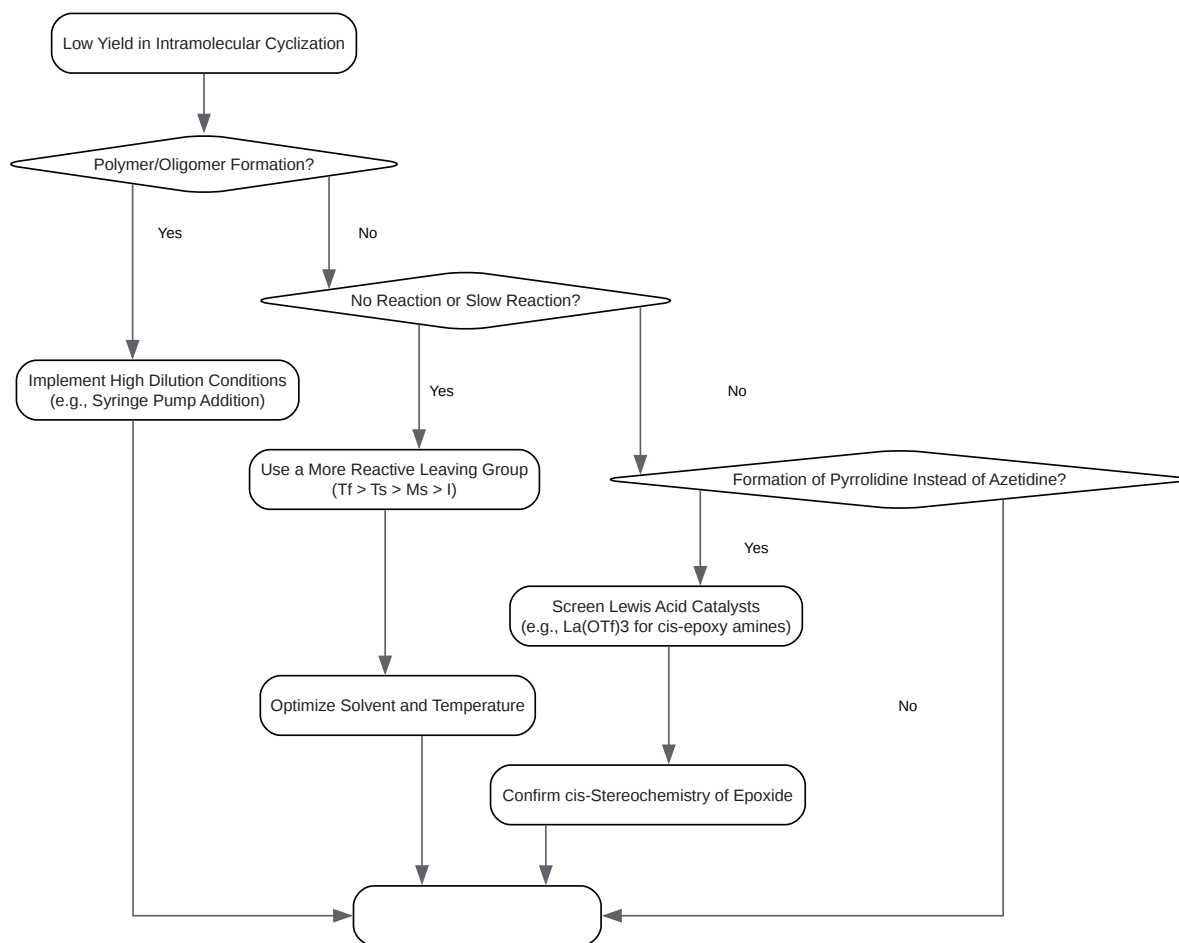 Low Yield in Intramolecular Cyclization
Polymer/Oligomer Formation?
Yes
No
No Reaction or Slow Reaction?
Implement High Dilution Conditions
(e.g., Syringe Pump Addition)
Yes
No
Use a More Reactive Leaving Group
(Tf > Ts > Ms > I)
Formation of Pyrrolidine Instead of Azetidine?
Yes
Screen Lewis Acid Catalysts
(e.g., La(OTf)3 for cis-epoxy amines)
Optimize Solvent and Temperature
No
Confirm cis-Stereochemistry of Epoxide